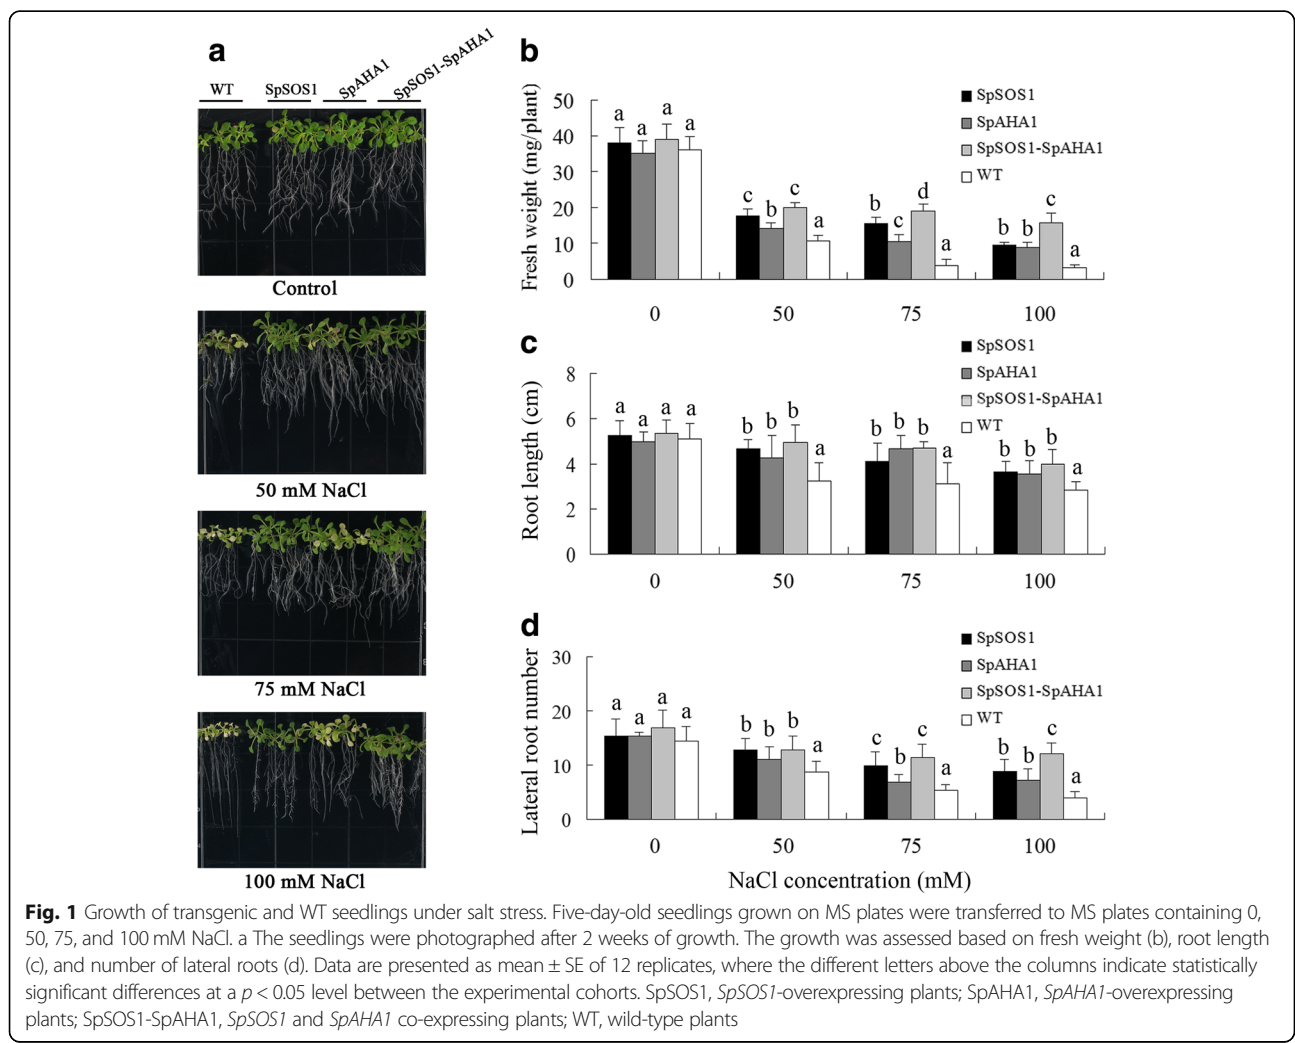 a
WT
SpSOS1
SpAHA1
SpSOS1-SpAHA1
Control
50 mM NaCl
75 mM NaCl
100 mM NaCl
b
Fresh weight (mg/plant)
50
40
30
20
10
0
a a a a
c b c a
b c d a
b b c a
0 50 75 100
SpSOS1
SpAHA1
SpSOS1-SpAHA1
WT
c
Root length (cm)
8
6
4
2
0
a a a a
b b b a
b b b a
b b b a
0 50 75 100
SpSOS1
SpAHA1
SpSOS1-SpAHA1
WT
d
Lateral root number
30
20
10
0
a a a a
b b b a
c b c a
b b c a
0 50 75 100
SpSOS1
SpAHA1
SpSOS1-SpAHA1
WT
NaCl concentration (mM)
Fig. 1 Growth of transgenic and WT seedlings under salt stress. Five-day-old seedlings grown on MS plates were transferred to MS plates containing 0,
50, 75, and 100 mM NaCl. a The seedlings were photographed after 2 weeks of growth. The growth was assessed based on fresh weight (b), root length
(c), and number of lateral roots (d). Data are presented as mean ± SE of 12 replicates, where the different letters above the columns indicate statistically
significant differences at a p < 0.05 level between the experimental cohorts. SpSOS1, SpSOS1-overexpressing plants; SpAHA1, SpAHA1-overexpressing
plants; SpSOS1-SpAHA1, SpSOS1 and SpAHA1 co-expressing plants; WT, wild-type plants